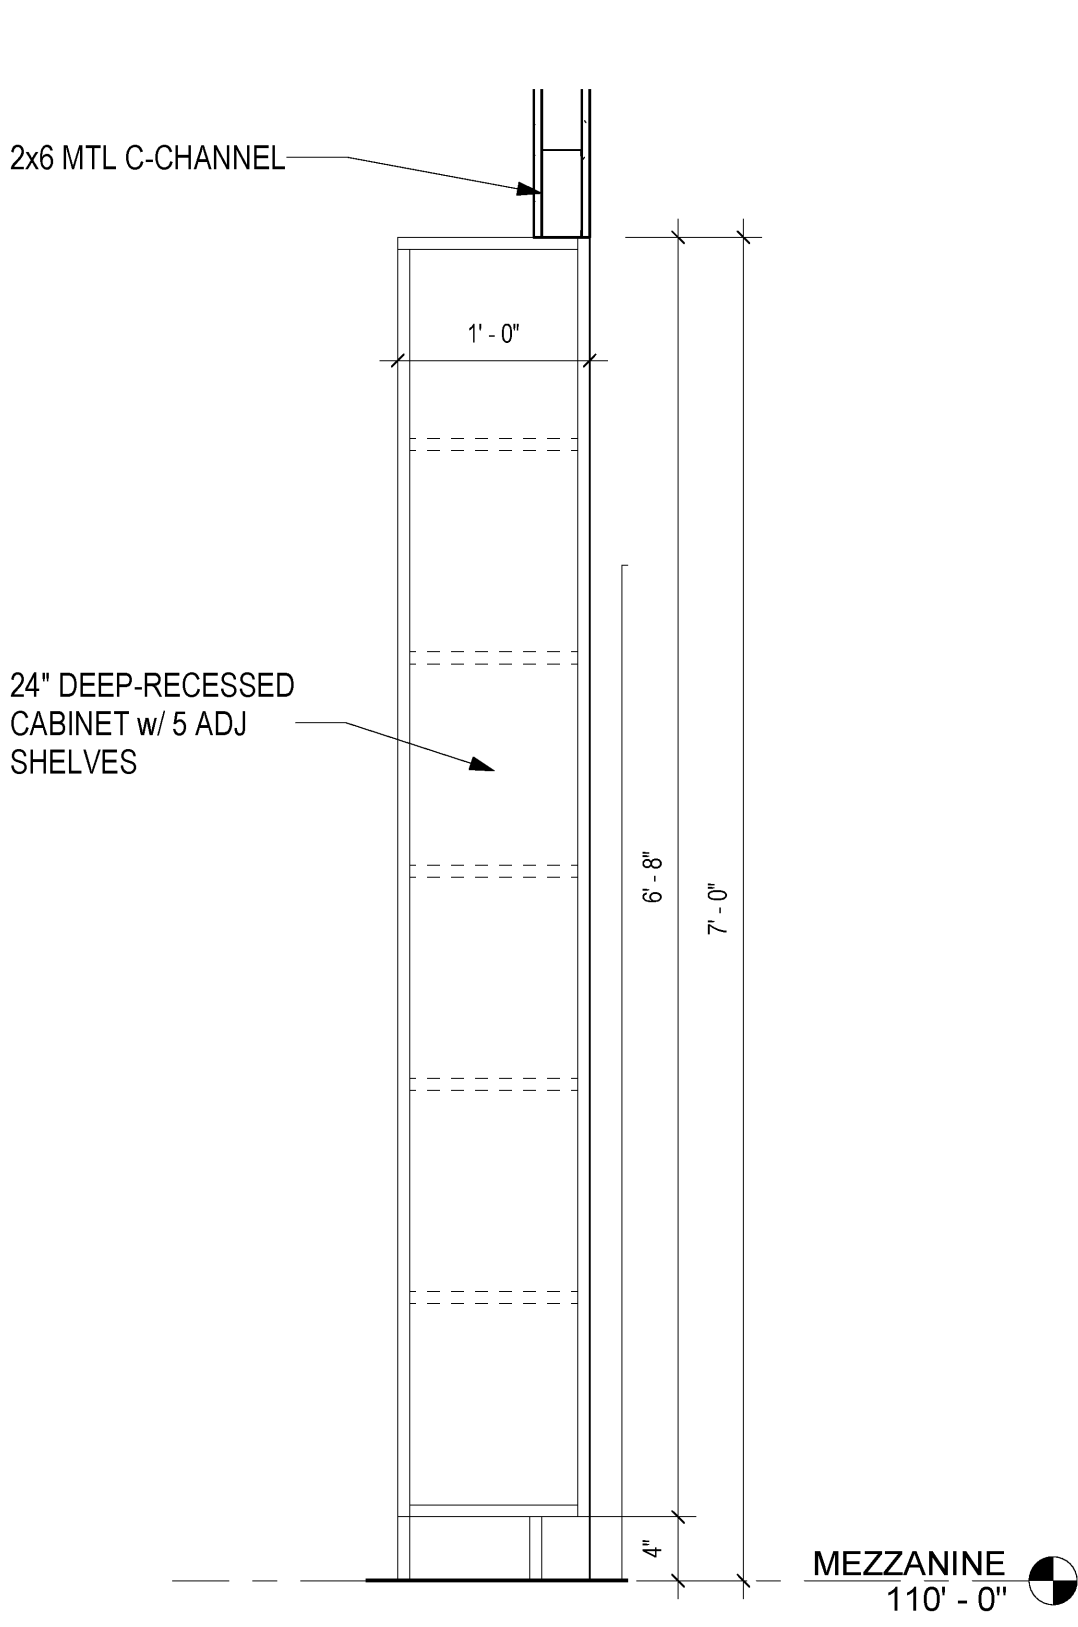 2x6 MTL C-CHANNEL
1' - 0"
24" DEEP-RECESSED
CABINET w/ 5 ADJ
SHELVES
6' - 8"
7' - 0"
4"
MEZZANINE
110' - 0"